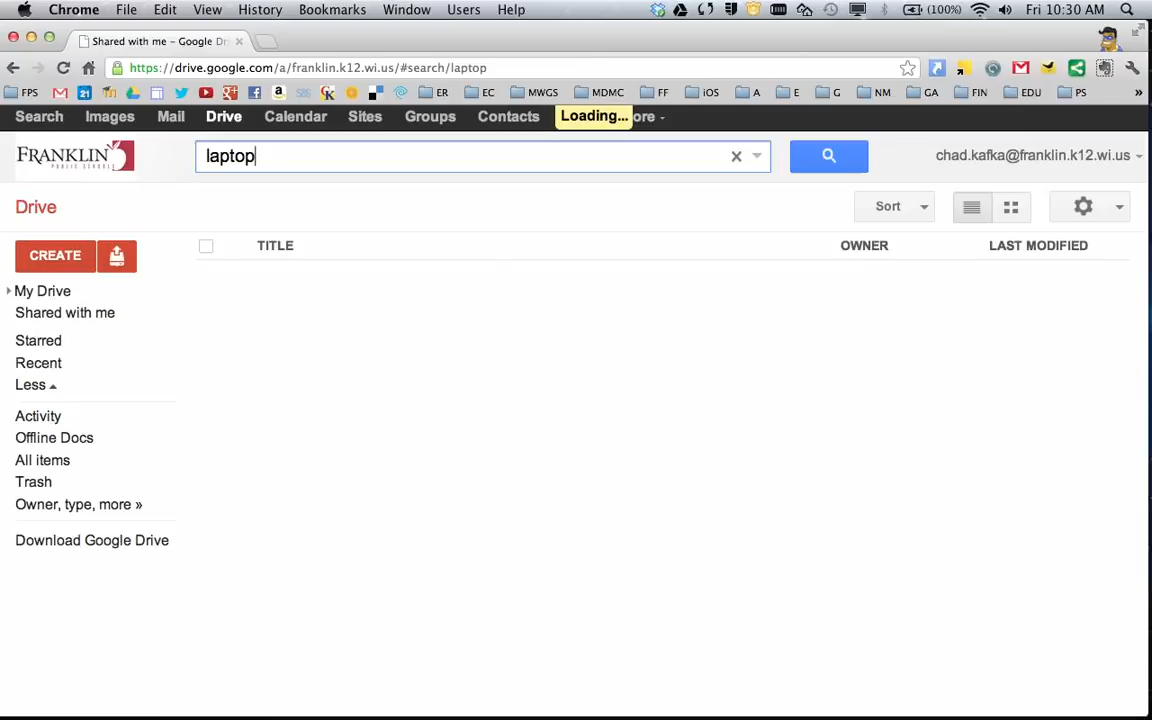 Chrome File Edit View History Bookmarks Window Users Help (100%) Fri 10:30 AM
Shared with me – Google Dr
https://drive.google.com/a/franklin.k12.wi.us/#search/laptop
FPS ER EC MWGS MDMC FF iOS A E G NM GA FIN EDU PS »
Search Images Mail Drive Calendar Sites Groups Contacts Loading... ore
FRANKLIN
PUBLIC SCHOOLS
laptop
chad.kafka@franklin.k12.wi.us
Drive
Sort
CREATE
TITLE OWNER LAST MODIFIED
My Drive
Shared with me
Starred
Recent
Less
Activity
Offline Docs
All items
Trash
Owner, type, more »
Download Google Drive